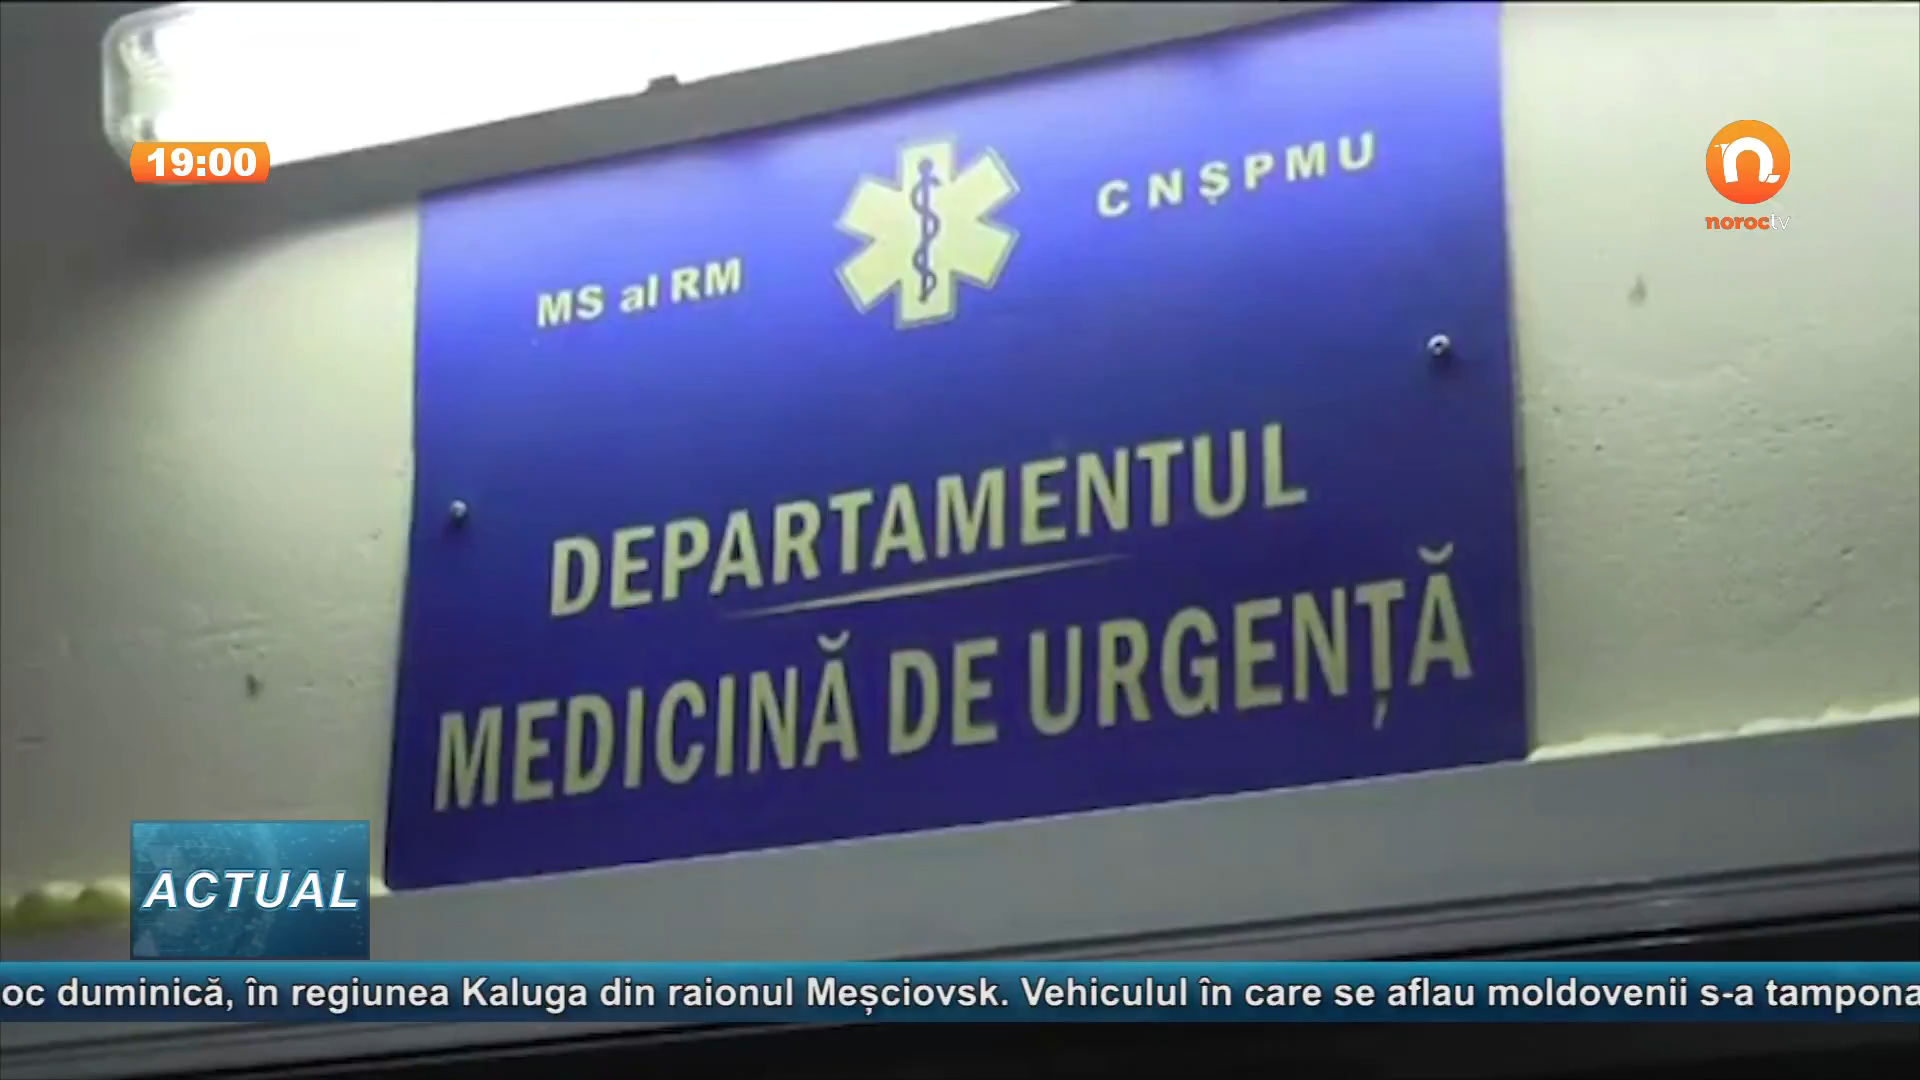 19:00
noroctv
MS al RM
CNȘPMU
DEPARTAMENTUL
MEDICINĂ DE URGENȚĂ
ACTUAL
oc duminică, în regiunea Kaluga din raionul Meșciovsk. Vehiculul în care se aflau moldovenii s-a tampona